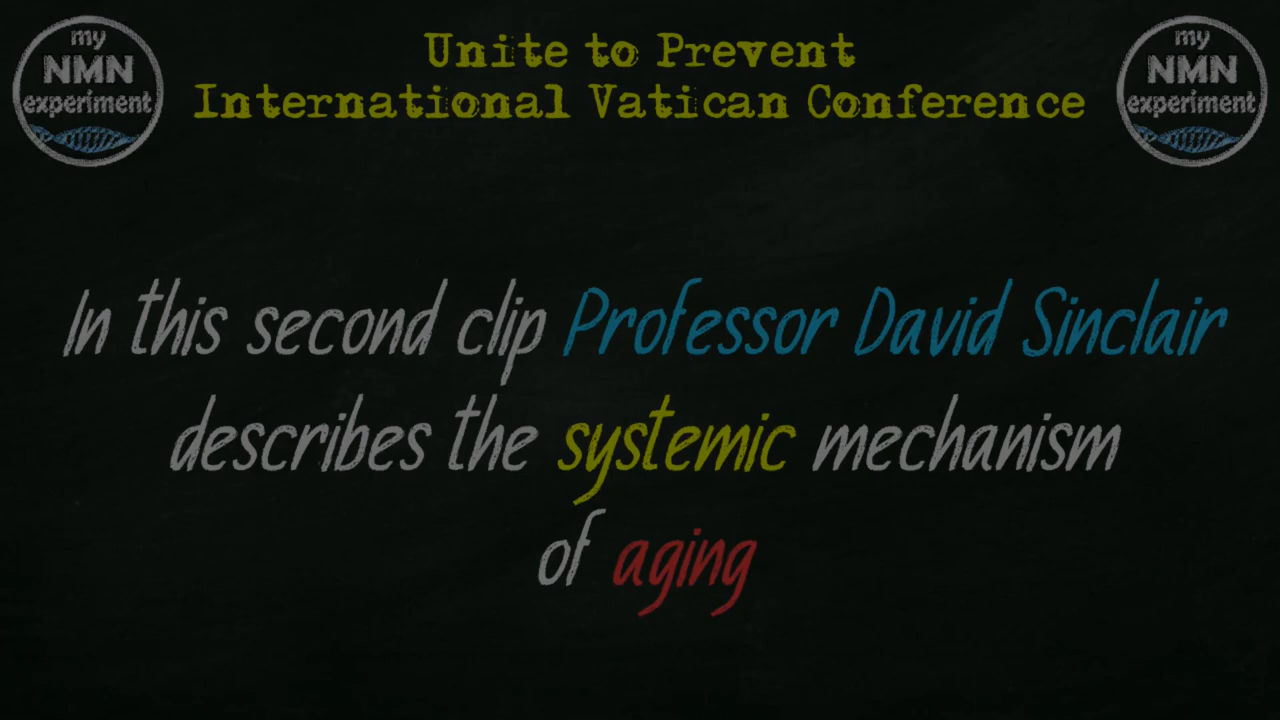 my
NMN
experiment
Unite to Prevent
International Vatican Conference
my
NMN
experiment
In this second clip Professor David Sinclair
describes the systemic mechanism
of aging